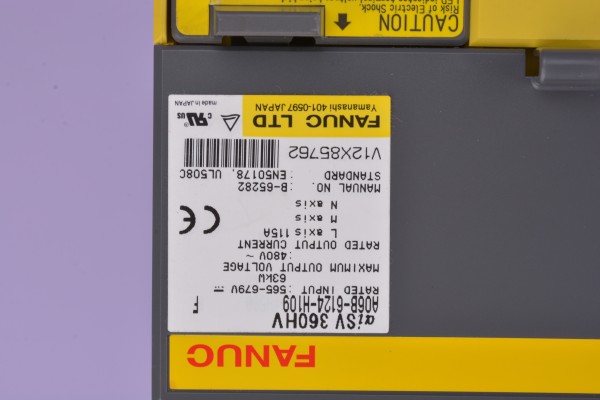 FANUC
αiSV 360HV
A06B-6124-H109 F
RATED INPUT : 565-679V
63kW
MAXIMUM OUTPUT VOLTAGE
: 480V ~
RATED OUTPUT CURRENT
L axis 115A
M axis
N axis
MANUAL NO. : B-65282
STANDARD : EN50178. UL508C
V12X85762
FANUC LTD
Yamanashi 401-0597 JAPAN
made in JAPAN
CAUTION
Risk of Electric Shock.